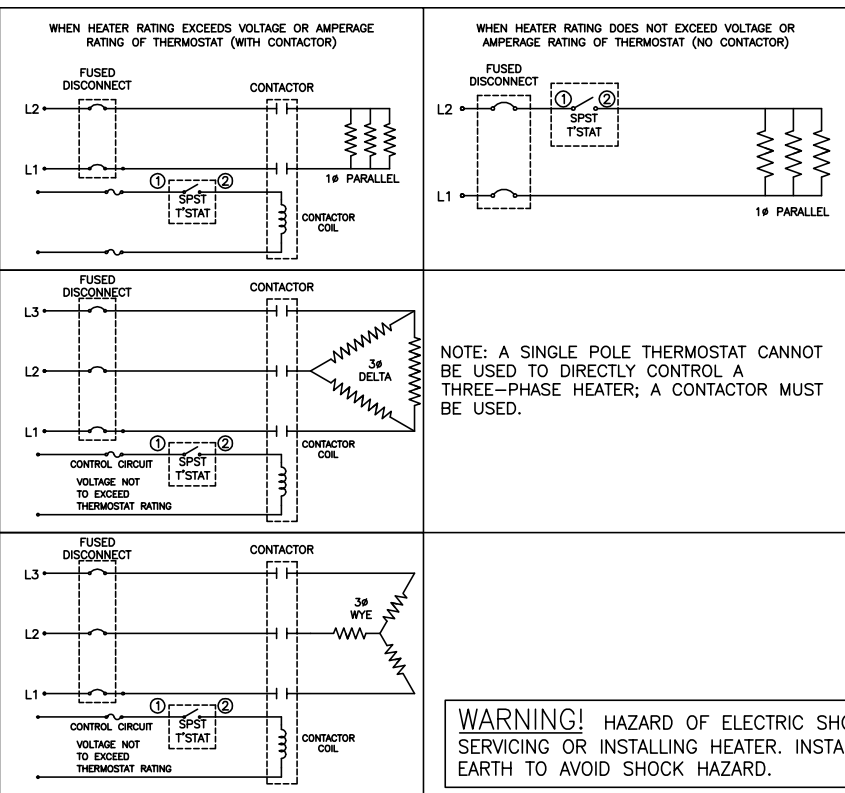 WHEN HEATER RATING EXCEEDS VOLTAGE OR AMPERAGE
RATING OF THERMOSTAT (WITH CONTACTOR)
FUSED
DISCONNECT
CONTACTOR
L2
L1
① ②
SPST
T'STAT
1ø PARALLEL
CONTACTOR
COIL
WHEN HEATER RATING DOES NOT EXCEED VOLTAGE OR
AMPERAGE RATING OF THERMOSTAT (NO CONTACTOR)
FUSED
DISCONNECT
L2
① ②
SPST
T'STAT
L1
1ø PARALLEL
FUSED
DISCONNECT
CONTACTOR
L3
L2
3ø
DELTA
L1
① ②
SPST
T'STAT
CONTROL CIRCUIT
VOLTAGE NOT
TO EXCEED
THERMOSTAT RATING
CONTACTOR
COIL
NOTE: A SINGLE POLE THERMOSTAT CANNOT
BE USED TO DIRECTLY CONTROL A
THREE-PHASE HEATER; A CONTACTOR MUST
BE USED.
FUSED
DISCONNECT
CONTACTOR
L3
3ø
WYE
L2
L1
① ②
SPST
T'STAT
CONTROL CIRCUIT
VOLTAGE NOT
TO EXCEED
THERMOSTAT RATING
CONTACTOR
COIL
WARNING! HAZARD OF ELECTRIC SHO
SERVICING OR INSTALLING HEATER. INSTA
EARTH TO AVOID SHOCK HAZARD.